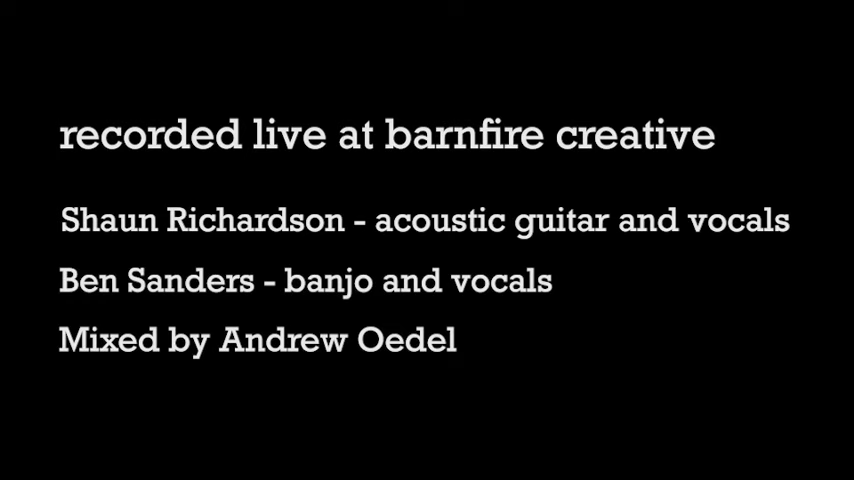 recorded live at barnfire creative
Shaun Richardson - acoustic guitar and vocals
Ben Sanders - banjo and vocals
Mixed by Andrew Oedel